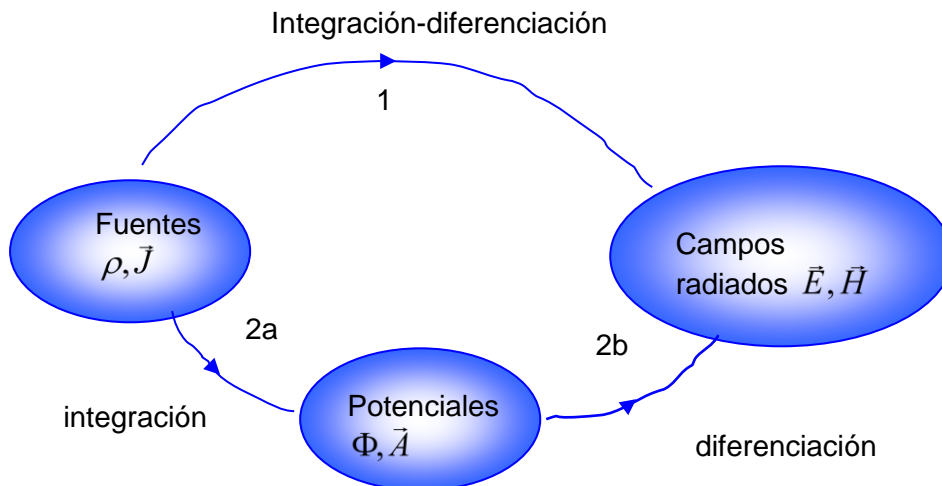 Integración-diferenciación
1
Fuentes
ρ, J⃗
Campos
radiados E⃗, H⃗
2a
2b
integración
Potenciales
Φ, A⃗
diferenciación